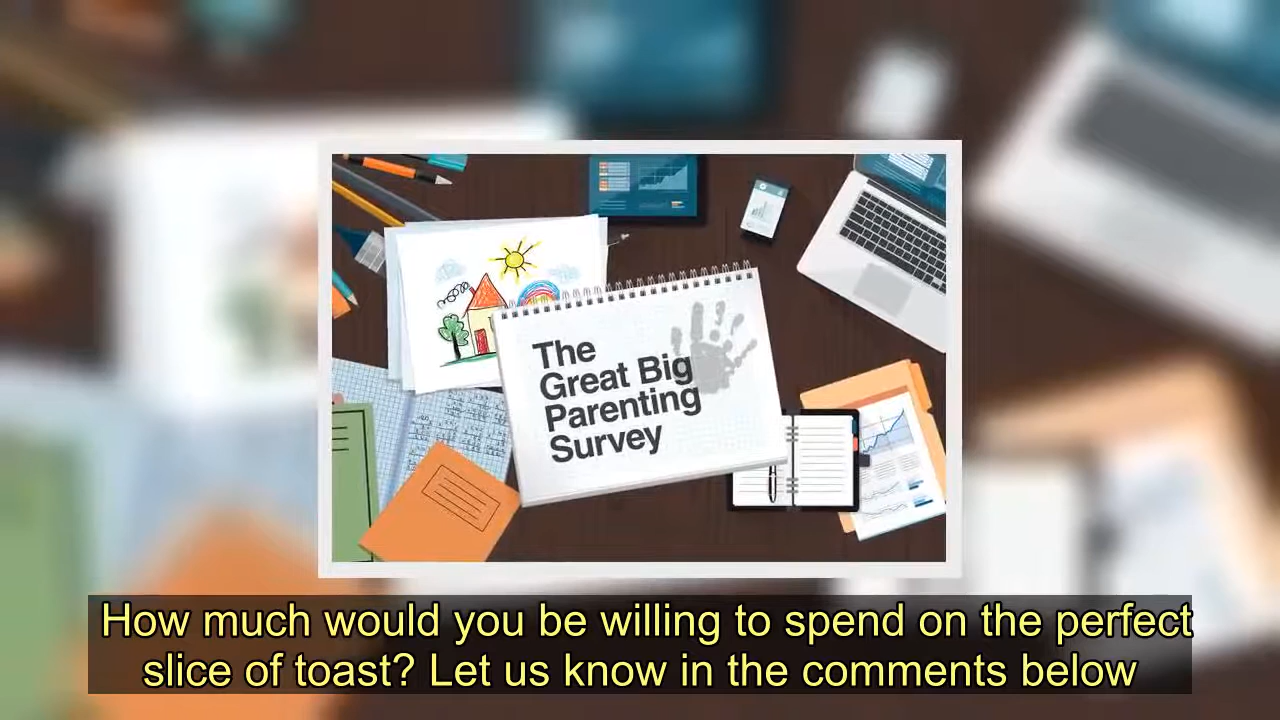 The
Great Big
Parenting
Survey
How much would you be willing to spend on the perfect
slice of toast? Let us know in the comments below